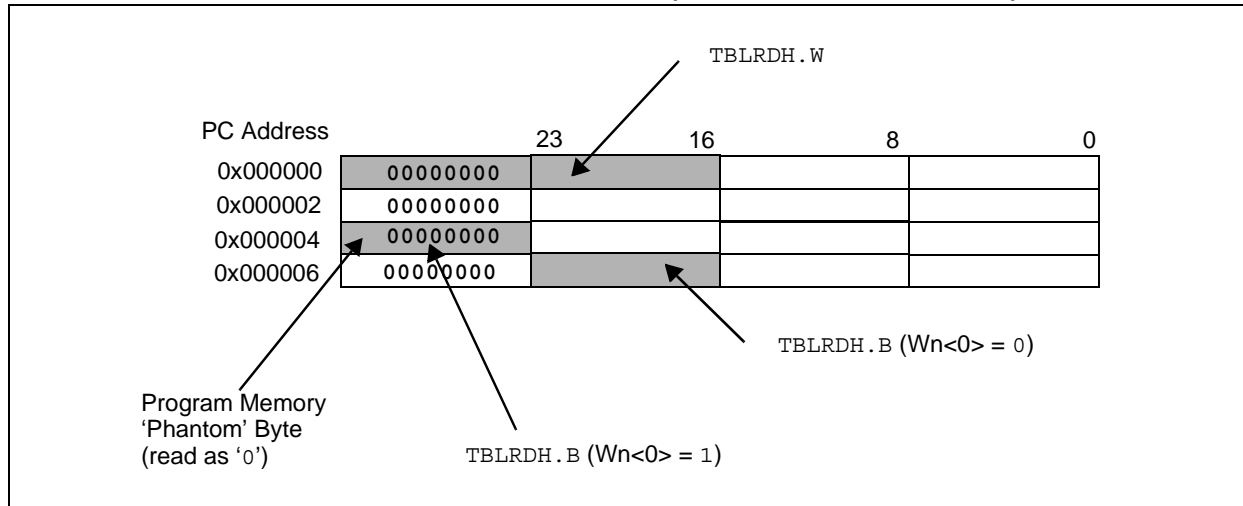 TBLRDH.W
PC Address
23 16 8 0
0x000000 00000000
0x000002 00000000
0x000004 00000000
0x000006 00000000
TBLRDH.B (Wn<0> = 0)
Program Memory
‘Phantom’ Byte
(read as ‘0’)
TBLRDH.B (Wn<0> = 1)